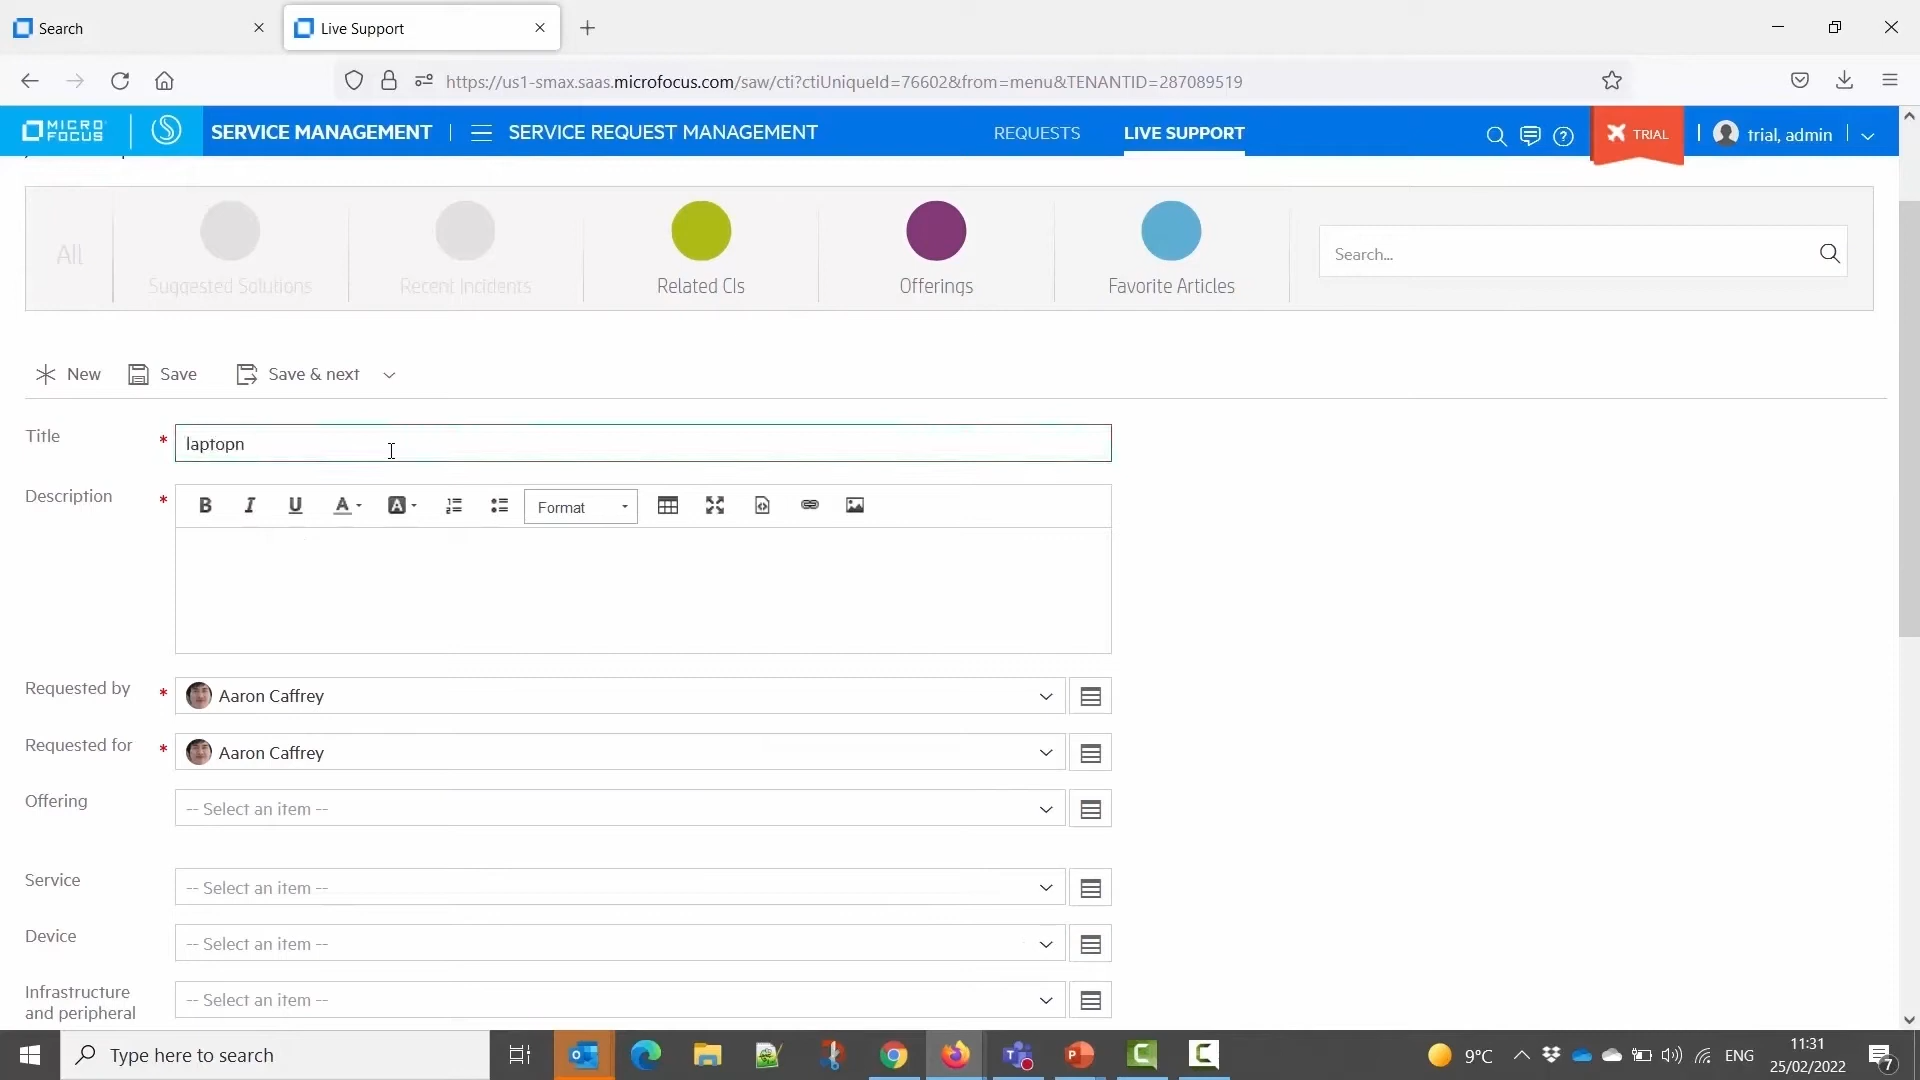 Search
Live Support
https://us1-smax.saas.microfocus.com/saw/cti?ctiUniqueId=76602&from=menu&TENANTID=287089519
MICRO FOCUS
SERVICE MANAGEMENT
SERVICE REQUEST MANAGEMENT
REQUESTS
LIVE SUPPORT
TRIAL
trial, admin
All
Suggested Solutions
Recent Incidents
Related CIs
Offerings
Favorite Articles
Search...
New
Save
Save & next
Title
*
laptopn
Description
*
B I U A A
Format
Requested by
*
Aaron Caffrey
Requested for
*
Aaron Caffrey
Offering
-- Select an item --
Service
-- Select an item --
Device
-- Select an item --
Infrastructure
and peripheral
-- Select an item --
Type here to search
9°C
ENG
11:31
25/02/2022
7